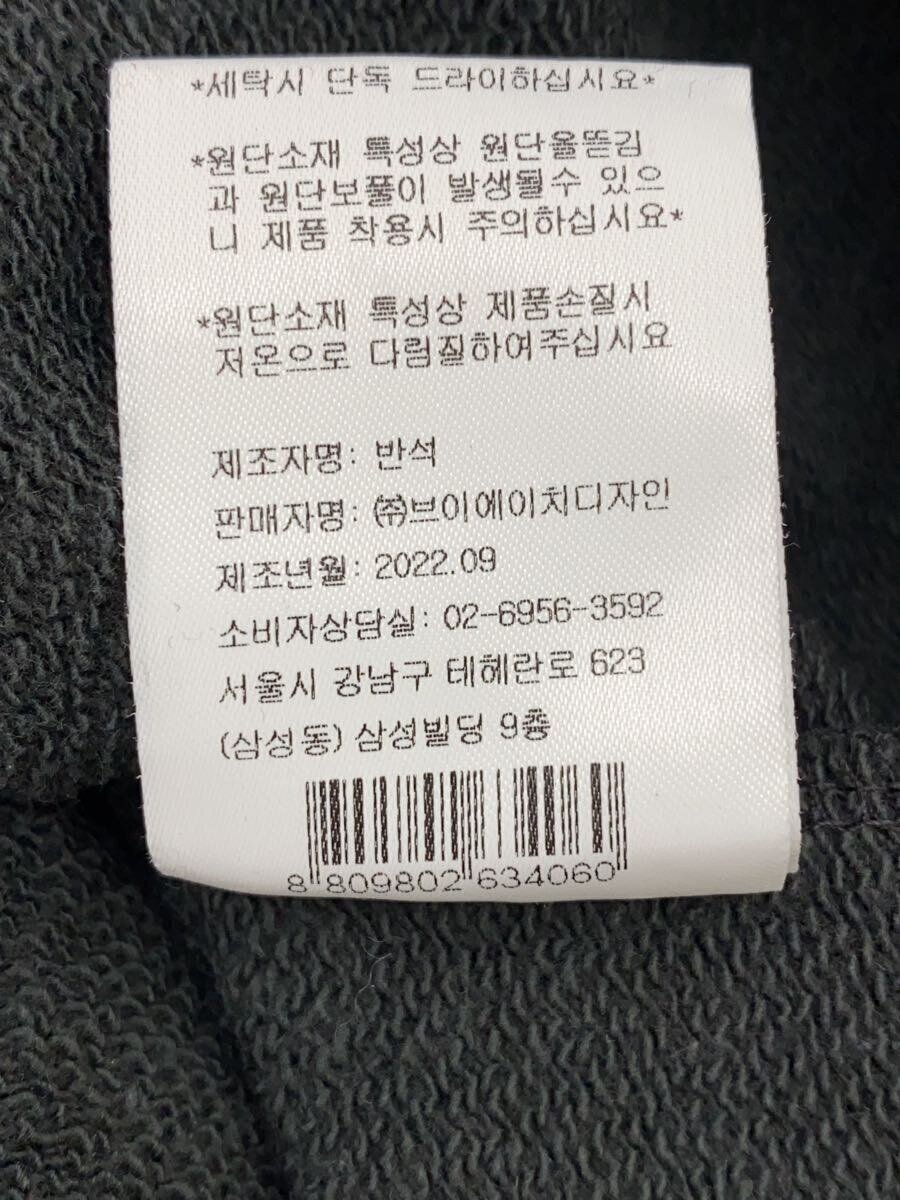 *세탁시 단독 드라이하십시요*
*원단소재 특성상 원단올뜯김
과 원단보풀이 발생될수 있으
니 제품 착용시 주의하십시요*
*원단소재 특성상 제품손질시
저온으로 다림질하여주십시요
제조자명: 반석
판매자명: ㈜브이에이치디자인
제조년월: 2022.09
소비자상담실: 02-6956-3592
서울시 강남구 테헤란로 623
(삼성동) 삼성빌딩 9층
8 809802 634060